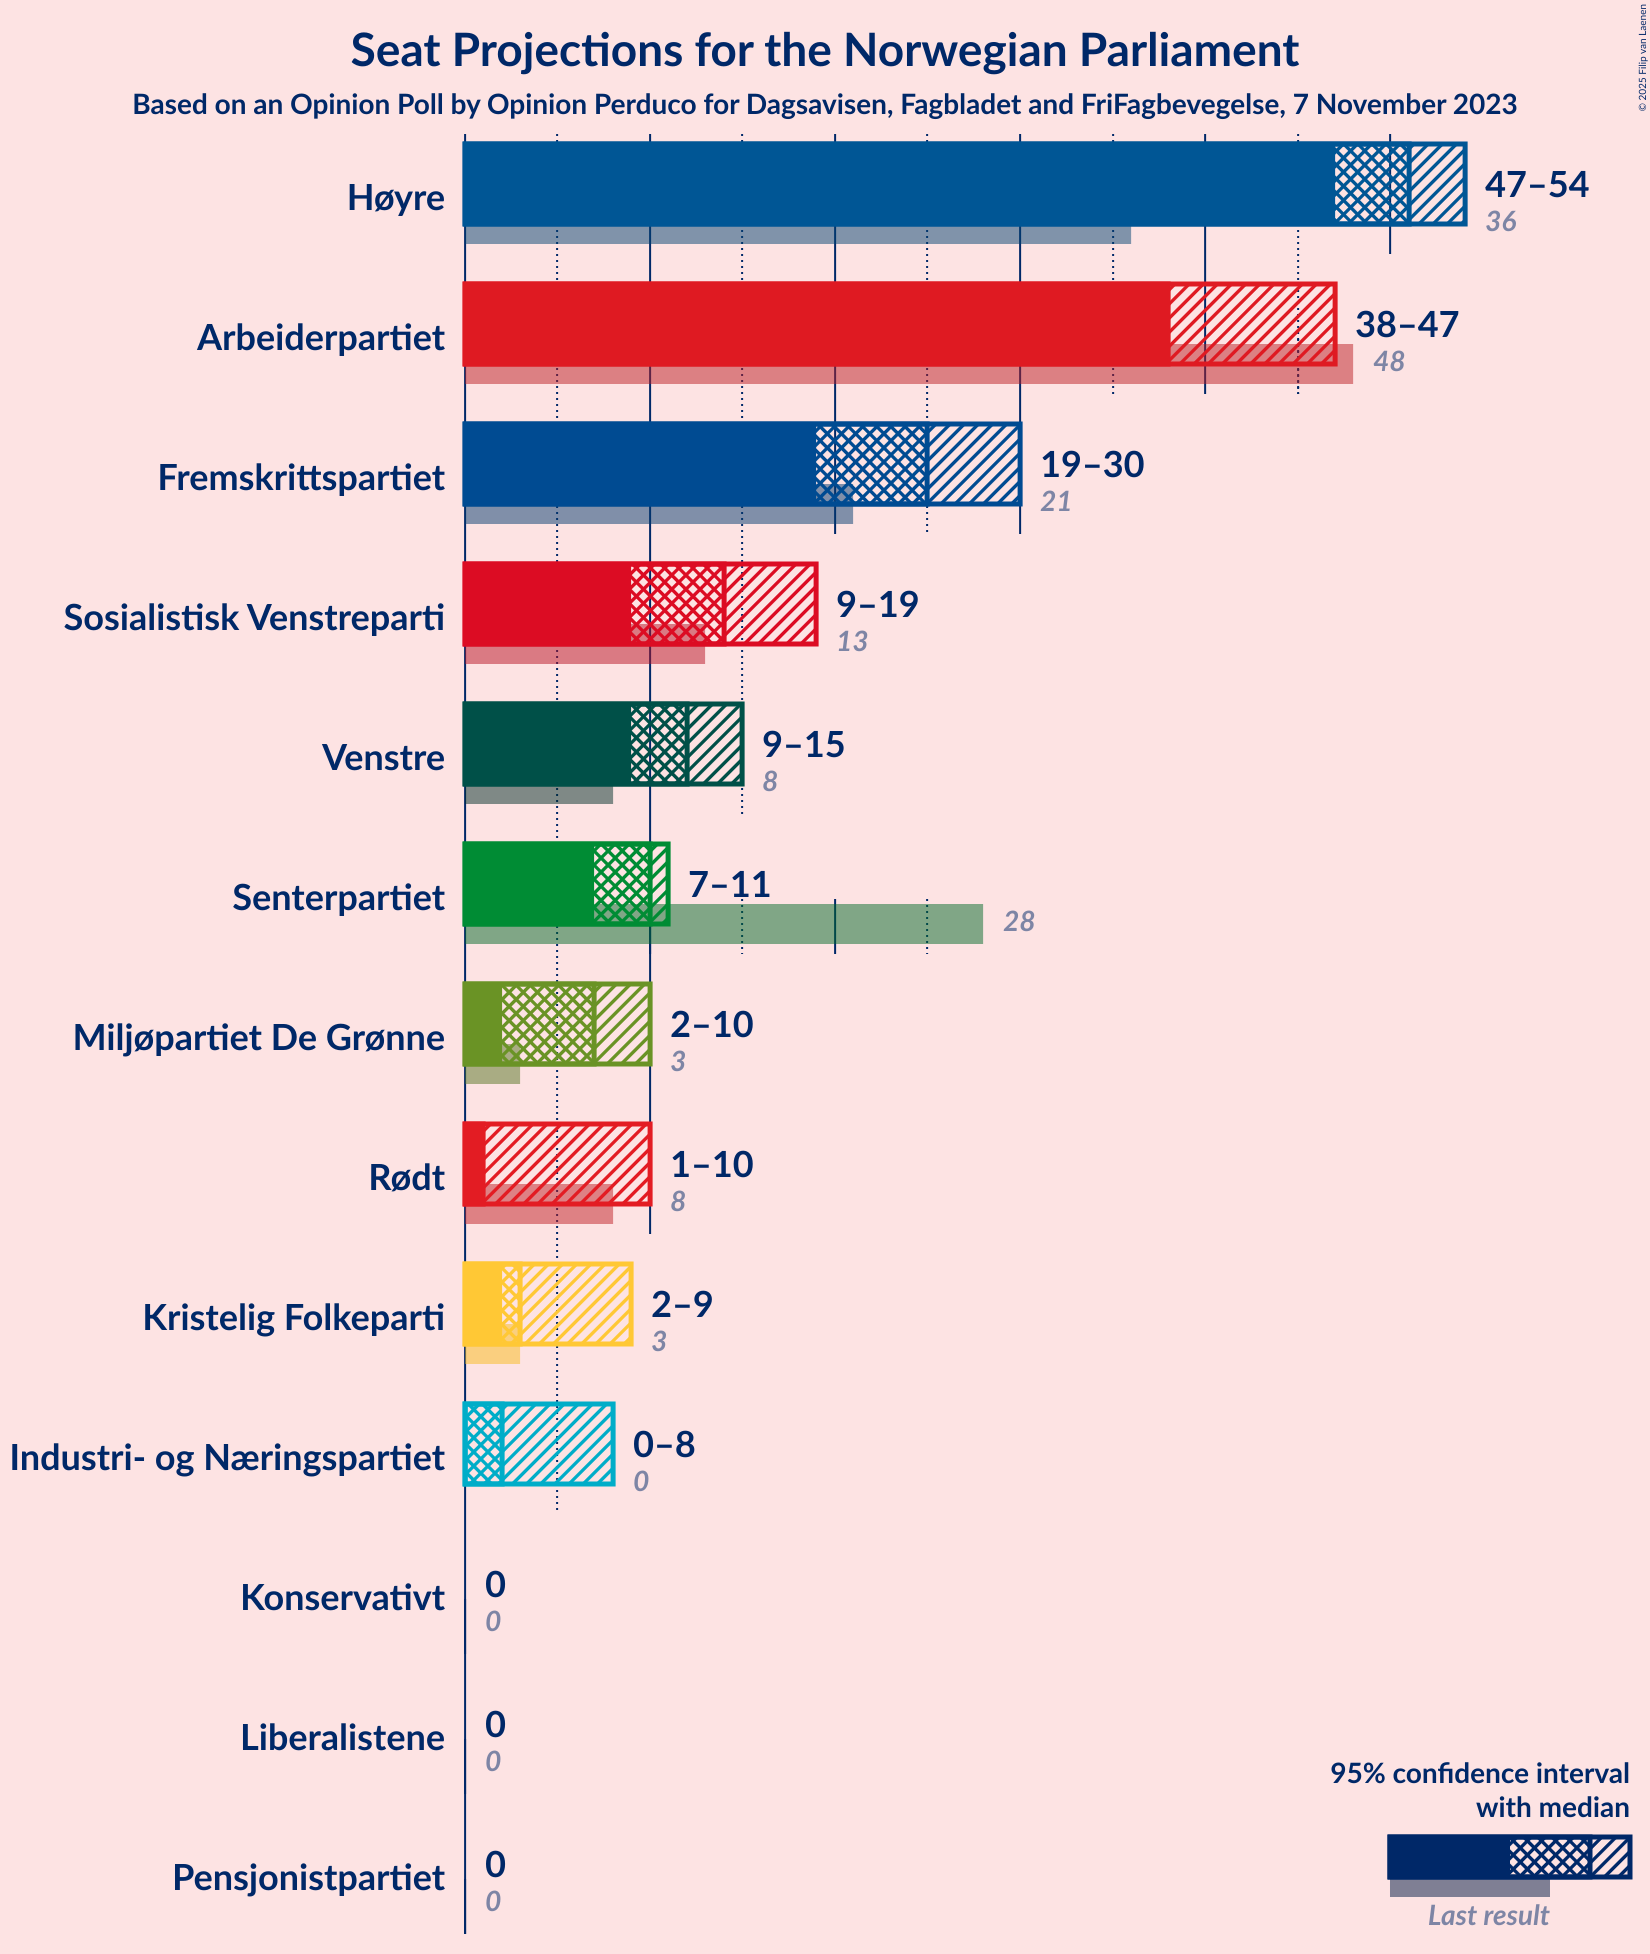 Seat Projections for the Norwegian Parliament
Based on an Opinion Poll by Opinion Perduco for Dagsavisen, Fagbladet and FriFagbevegelse, 7 November 2023
© 2025 Filip van Laenen
Høyre
47–54
36
Arbeiderpartiet
38–47
48
Fremskrittspartiet
19–30
21
Sosialistisk Venstreparti
9–19
13
Venstre
9–15
8
Senterpartiet
7–11
28
Miljøpartiet De Grønne
2–10
3
Rødt
1–10
8
Kristelig Folkeparti
2–9
3
Industri- og Næringspartiet
0–8
0
Konservativt
0
0
Liberalistene
0
0
Pensjonistpartiet
0
0
95% confidence interval
with median
Last result